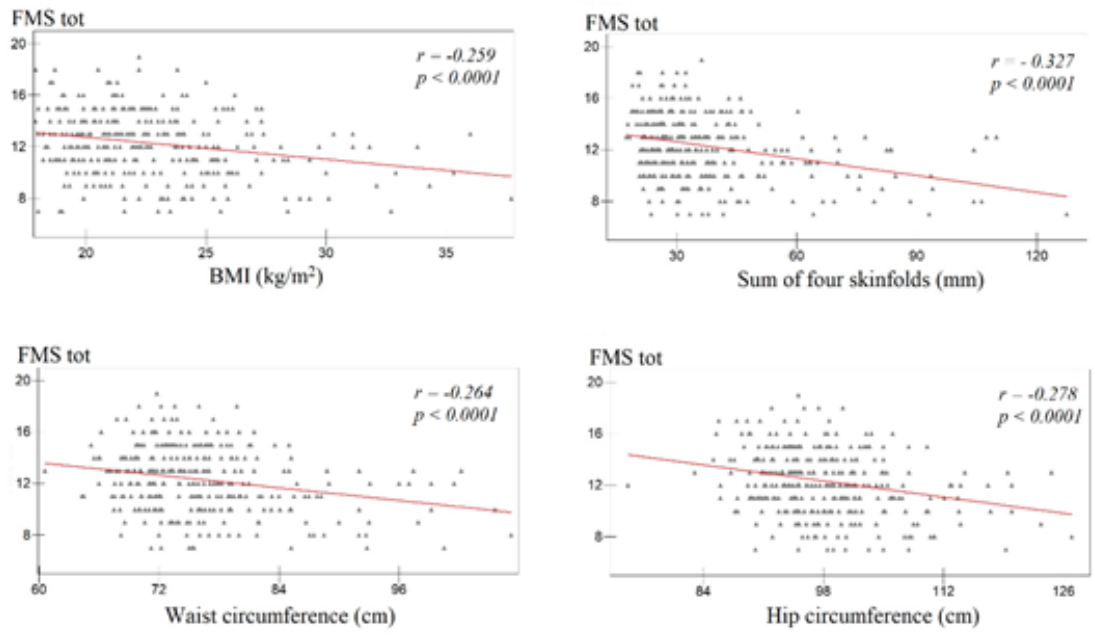 FMS tot
20
16
12
8
r = -0.259
p < 0.0001
20 25 30 35
BMI (kg/m²)
FMS tot
20
16
12
8
r = - 0.327
p < 0.0001
30 60 90 120
Sum of four skinfolds (mm)
FMS tot
20
16
12
8
r = -0.264
p < 0.0001
60 72 84 96
Waist circumference (cm)
FMS tot
20
16
12
8
r = -0.278
p < 0.0001
84 98 112 126
Hip circumference (cm)